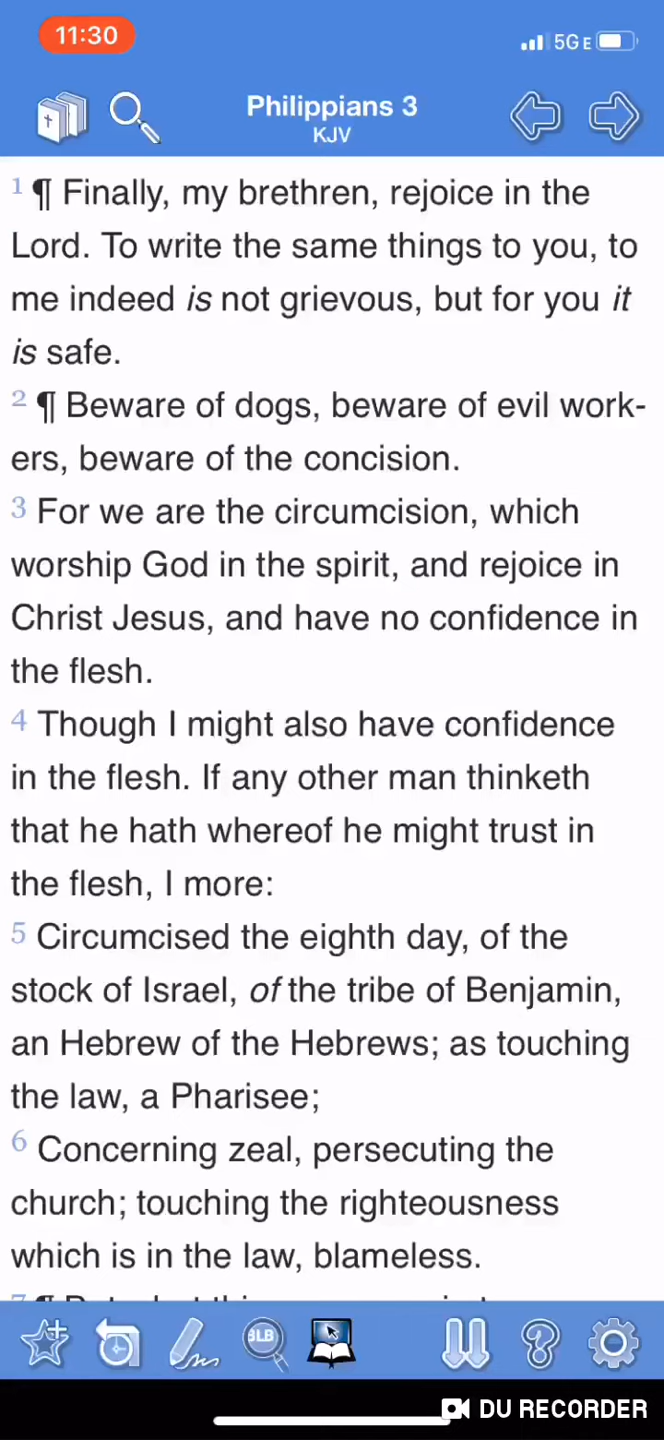 11:30
5G E
Philippians 3
KJV
1 ¶ Finally, my brethren, rejoice in the
Lord. To write the same things to you, to
me indeed is not grievous, but for you it
is safe.
2 ¶ Beware of dogs, beware of evil work-
ers, beware of the concision.
3 For we are the circumcision, which
worship God in the spirit, and rejoice in
Christ Jesus, and have no confidence in
the flesh.
4 Though I might also have confidence
in the flesh. If any other man thinketh
that he hath whereof he might trust in
the flesh, I more:
5 Circumcised the eighth day, of the
stock of Israel, of the tribe of Benjamin,
an Hebrew of the Hebrews; as touching
the law, a Pharisee;
6 Concerning zeal, persecuting the
church; touching the righteousness
which is in the law, blameless.
BLB
DU RECORDER